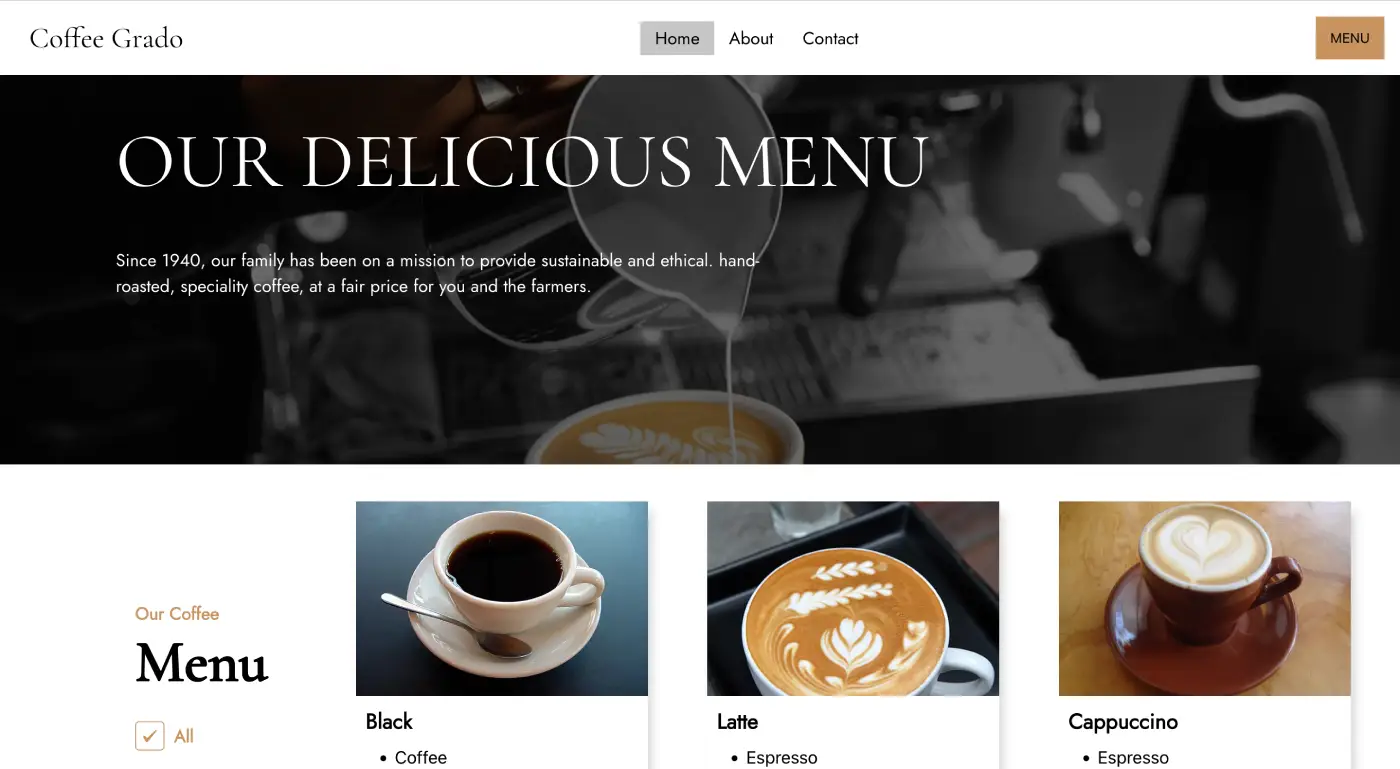 Coffee Grado
Home About Contact
MENU
OUR DELICIOUS MENU
Since 1940, our family has been on a mission to provide sustainable and ethical. hand-
roasted, speciality coffee, at a fair price for you and the farmers.
Our Coffee
Menu
All
Black
• Coffee
Latte
• Espresso
Cappuccino
• Espresso